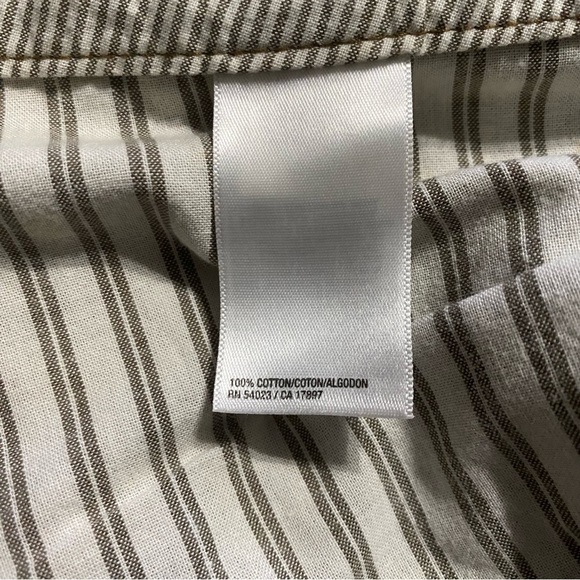 100% COTTON/COTON/ALGODON
RN 54023 / CA 17897